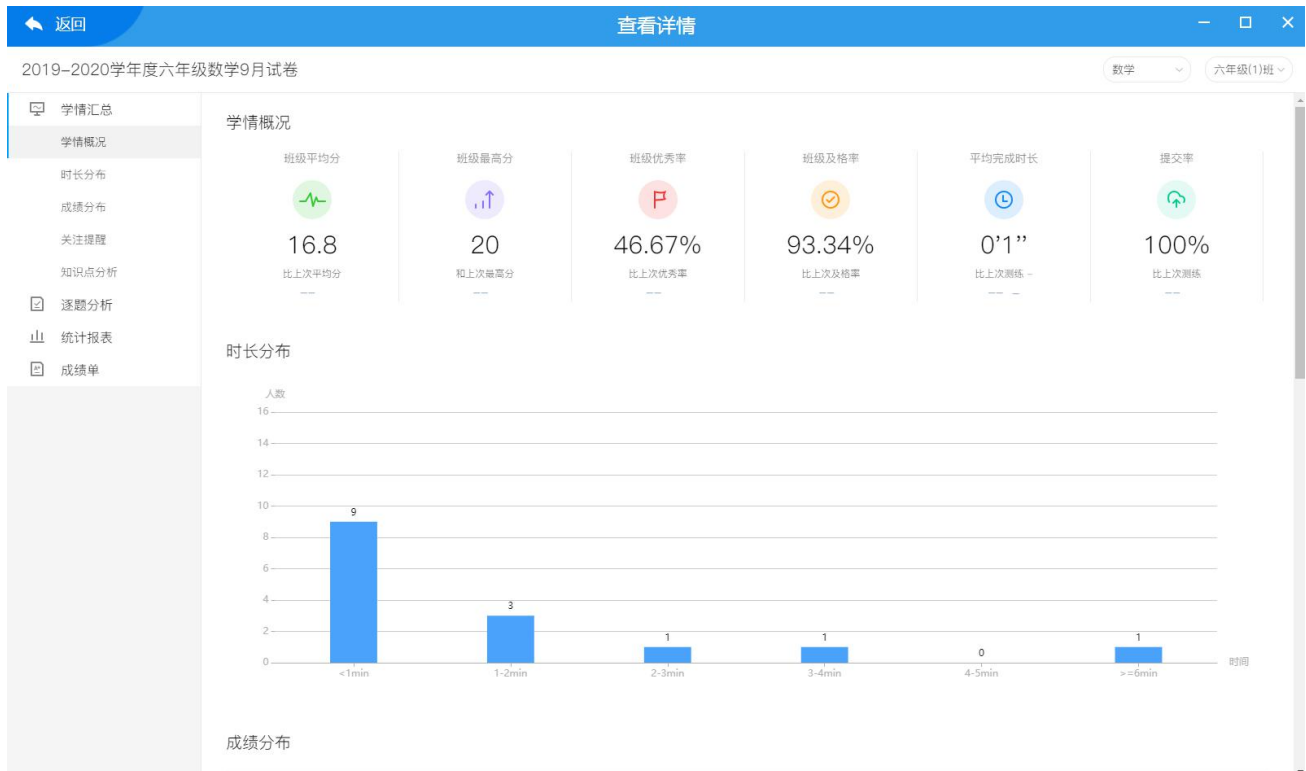 返回
查看详情
2019-2020学年度六年级数学9月试卷
数学
六年级(1)班
学情汇总
学情概况
时长分布
成绩分布
关注提醒
知识点分析
逐题分析
统计报表
成绩单
学情概况
班级平均分 班级最高分 班级优秀率 班级及格率 平均完成时长 提交率
16.8 20 46.67% 93.34% 0'1'' 100%
比上次平均分 和上次最高分 比上次优秀率 比上次及格率 比上次测练 - 比上次测练
-- -- -- -- -- - --
时长分布
人数
16
14
12
10
8
6
4
2
0
9 3 1 1 0 1
<1min 1-2min 2-3min 3-4min 4-5min >=6min
时间
成绩分布